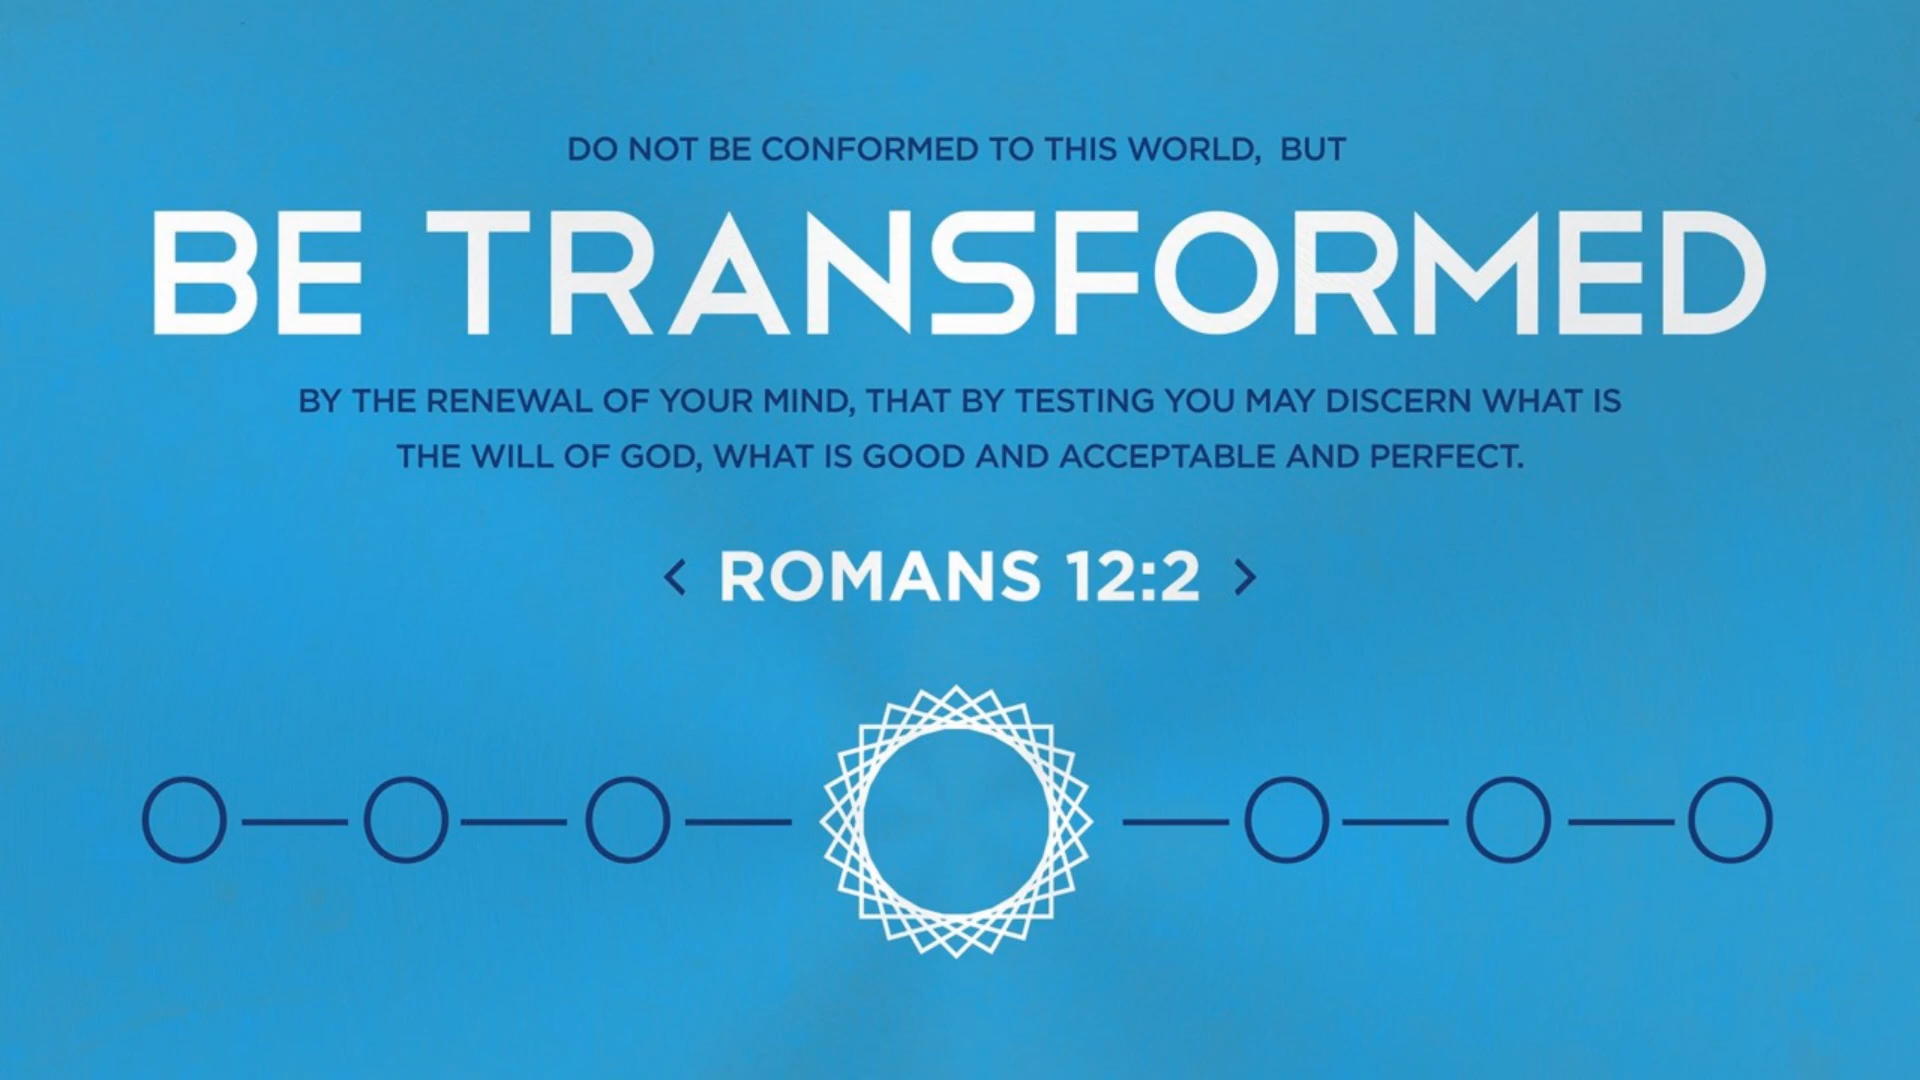 DO NOT BE CONFORMED TO THIS WORLD, BUT
BE TRANSFORMED
BY THE RENEWAL OF YOUR MIND, THAT BY TESTING YOU MAY DISCERN WHAT IS
THE WILL OF GOD, WHAT IS GOOD AND ACCEPTABLE AND PERFECT.
< ROMANS 12:2 >